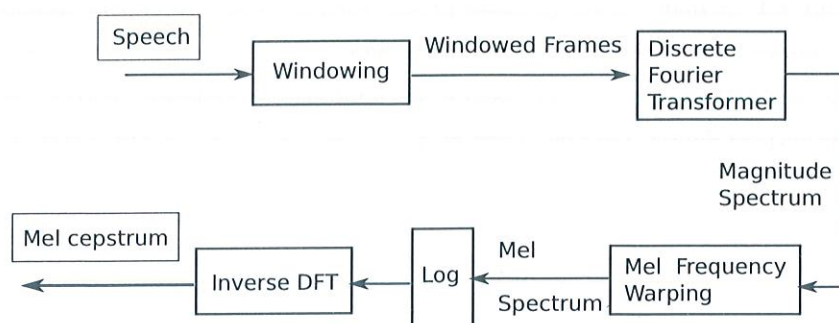 Speech
Windowing
Windowed Frames
Discrete
Fourier
Transformer
Magnitude
Spectrum
Mel Frequency
Warping
Mel
Spectrum
Log
Inverse DFT
Mel cepstrum